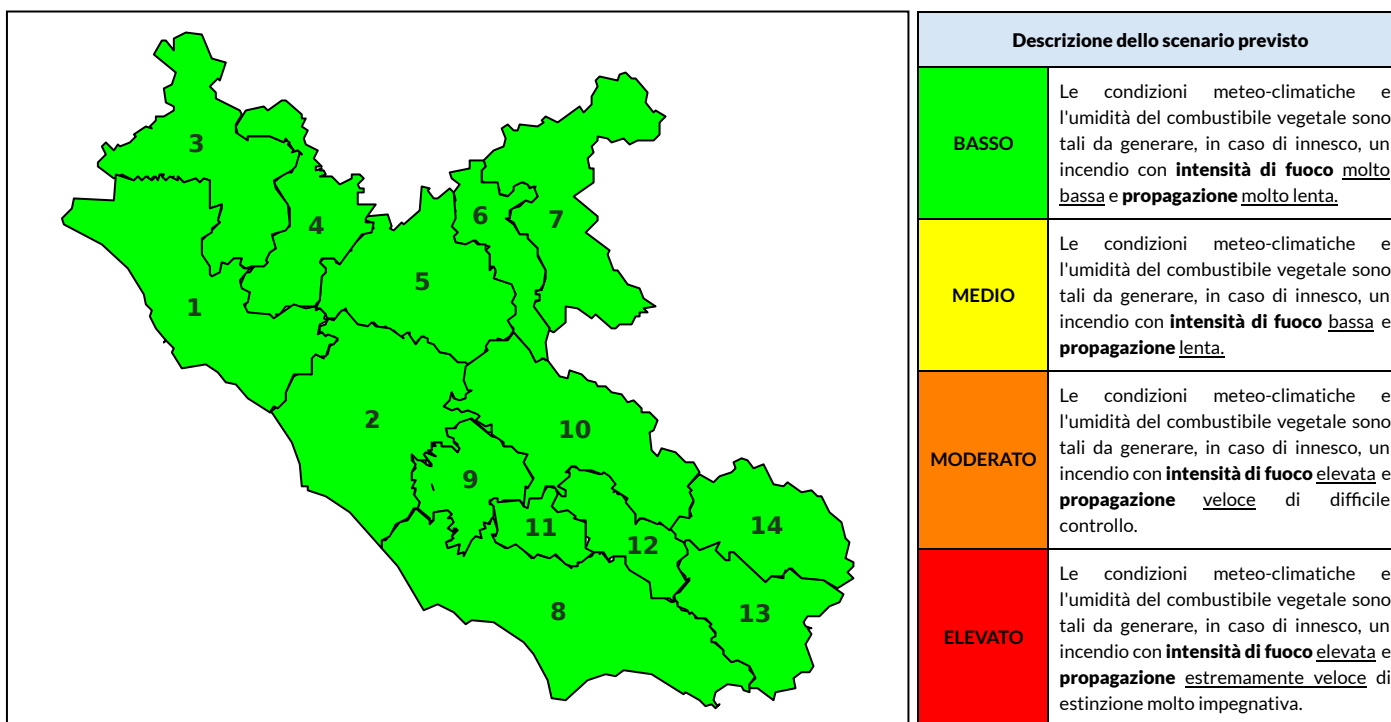 3
4
6
7
5
1
2
10
9
11
14
12
8
13
Descrizione dello scenario previsto
BASSO
Le condizioni meteo-climatiche e
l'umidità del combustibile vegetale sono
tali da generare, in caso di innesco, un
incendio con intensità di fuoco molto
bassa e propagazione molto lenta.
MEDIO
Le condizioni meteo-climatiche e
l'umidità del combustibile vegetale sono
tali da generare, in caso di innesco, un
incendio con intensità di fuoco bassa e
propagazione lenta.
MODERATO
Le condizioni meteo-climatiche e
l'umidità del combustibile vegetale sono
tali da generare, in caso di innesco, un
incendio con intensità di fuoco elevata e
propagazione veloce di difficile
controllo.
ELEVATO
Le condizioni meteo-climatiche e
l'umidità del combustibile vegetale sono
tali da generare, in caso di innesco, un
incendio con intensità di fuoco elevata e
propagazione estremamente veloce di
estinzione molto impegnativa.